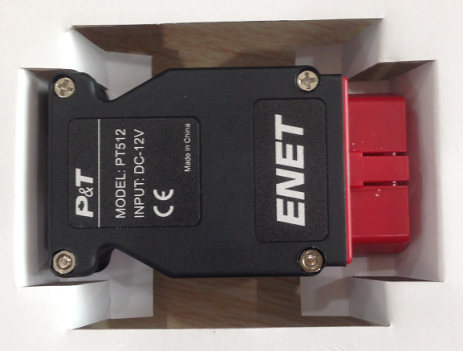 P&T
MODEL: PT512
INPUT: DC-12V
CE
Made in China
ENET